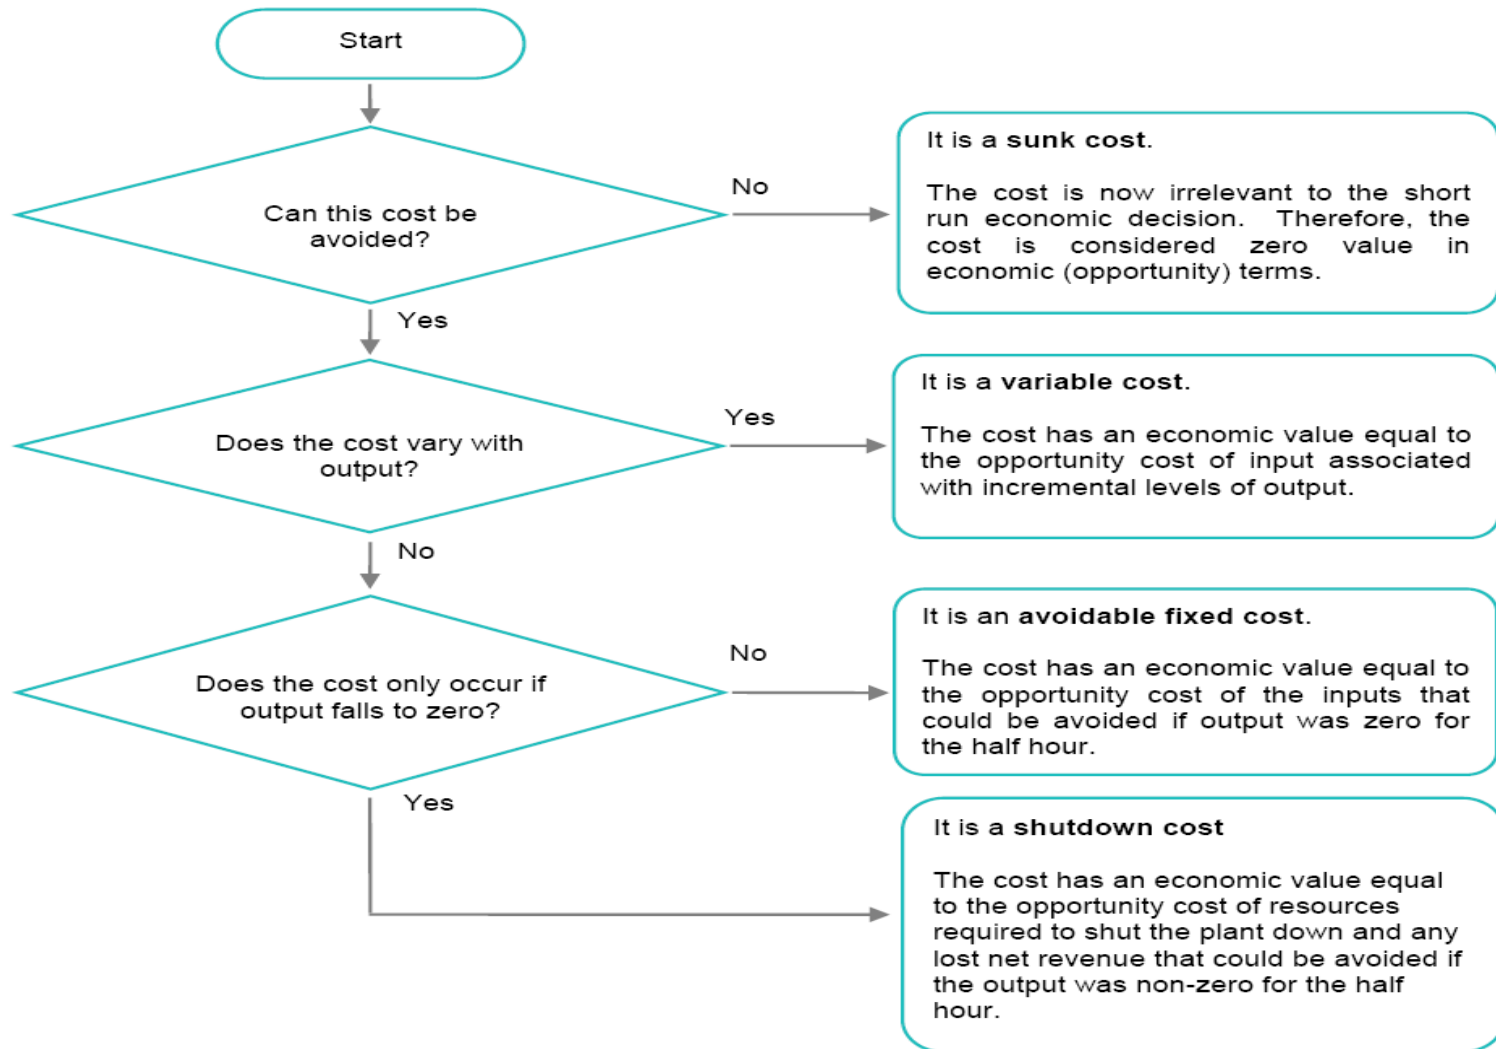 Start
Can this cost be
avoided?
No
It is a sunk cost.
The cost is now irrelevant to the short
run economic decision. Therefore, the
cost is considered zero value in
economic (opportunity) terms.
Yes
Does the cost vary with
output?
Yes
It is a variable cost.
The cost has an economic value equal to
the opportunity cost of input associated
with incremental levels of output.
No
Does the cost only occur if
output falls to zero?
No
It is an avoidable fixed cost.
The cost has an economic value equal to
the opportunity cost of the inputs that
could be avoided if output was zero for
the half hour.
Yes
It is a shutdown cost
The cost has an economic value equal
to the opportunity cost of resources
required to shut the plant down and any
lost net revenue that could be avoided if
the output was non-zero for the half
hour.